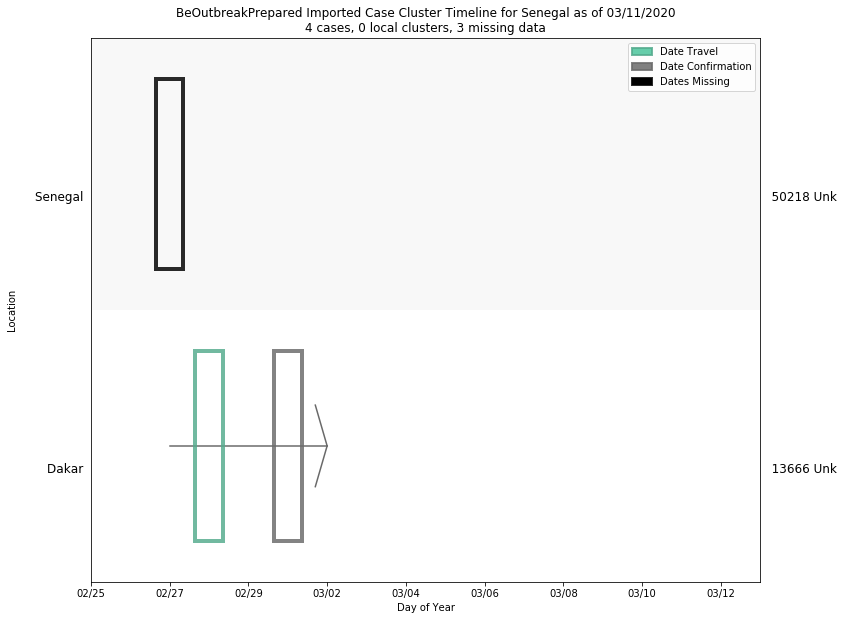 BeOutbreakPrepared Imported Case Cluster Timeline for Senegal as of 03/11/2020
4 cases, 0 local clusters, 3 missing data
Date Travel
Date Confirmation
Dates Missing
Senegal
50218 Unk
Location
Dakar
13666 Unk
02/25 02/27 02/29 03/02 03/04 03/06 03/08 03/10 03/12
Day of Year